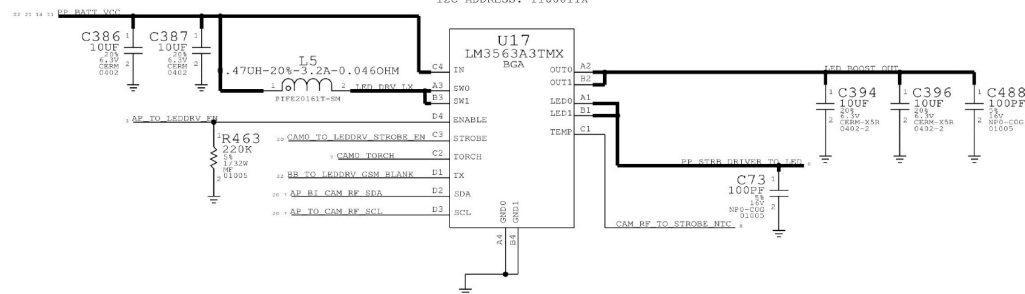 I2C ADDRESS: 1100011X
PP_BATT_VCC
C386
10UF
20%
6.3V
CERM
0402
C387
10UF
20%
6.3V
CERM
0402
L5
.47UH-20%-3.2A-0.046OHM
PIFE20161T-SM
LED_DRV_LX
U17
LM3563A3TMX
BGA
C4 IN
A3 SW0
B3 SW1
D4 ENABLE
C3 STROBE
C2 TORCH
D1 TX
D2 SDA
D3 SCL
OUT0 A2
OUT1 B2
LED0 A1
LED1 B1
TEMP C1
GND0 A4
GND1 B4
AP_TO_LEDDRV_EN
R463
220K
5%
1/32W
MF
01005
CAM0_TO_LEDDRV_STROBE_EN
CAM0_TORCH
BB_TO_LEDDRV_GSM_BLANK
AP_BI_CAM_RF_SDA
AP_TO_CAM_RF_SCL
LED_BOOST_OUT
C394
10UF
20%
6.3V
CERM-X5R
0402-2
C396
10UF
20%
6.3V
CERM-X5R
0402-2
C488
100PF
5%
16V
NP0-C0G
01005
PP_STRB_DRIVER_TO_LED
C73
100PF
5%
16V
NP0-C0G
01005
CAM_RF_TO_STROBE_NTC